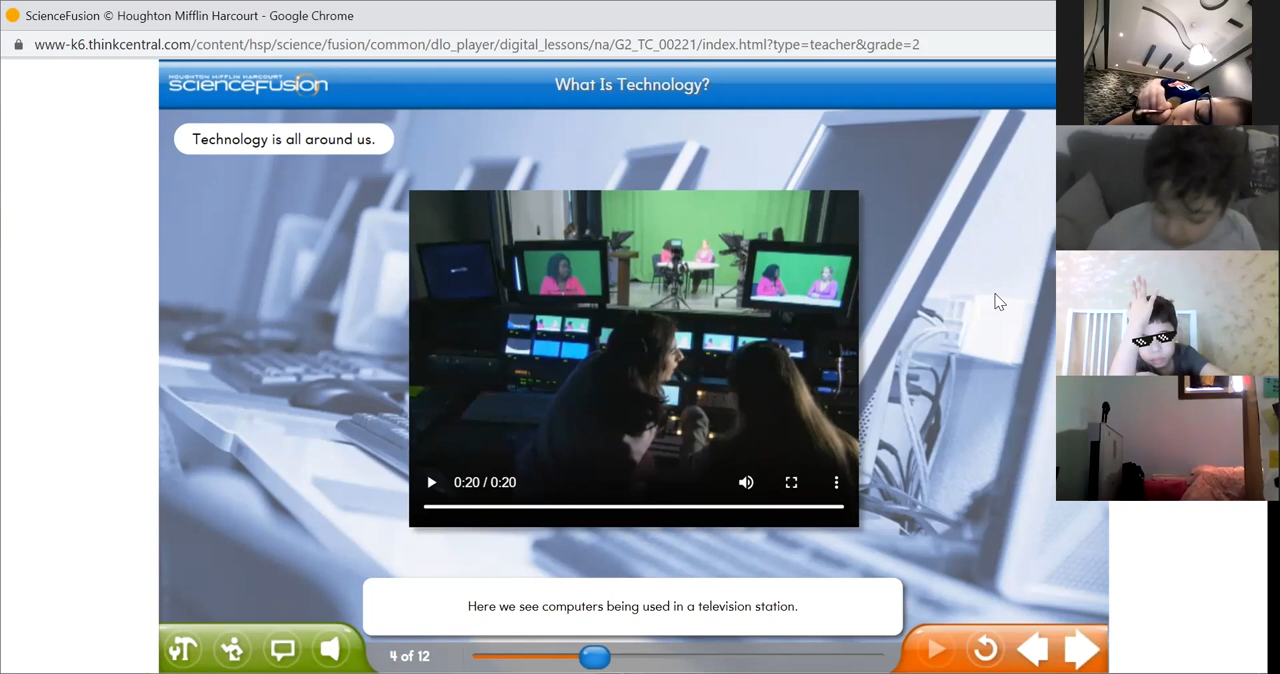 ScienceFusion © Houghton Mifflin Harcourt - Google Chrome
www-k6.thinkcentral.com/content/hsp/science/fusion/common/dlo_player/digital_lessons/na/G2_TC_00221/index.html?type=teacher&grade=2
HOUGHTON MIFFLIN HARCOURT
scienceFusion
What Is Technology?
Technology is all around us.
0:20 / 0:20
Here we see computers being used in a television station.
4 of 12